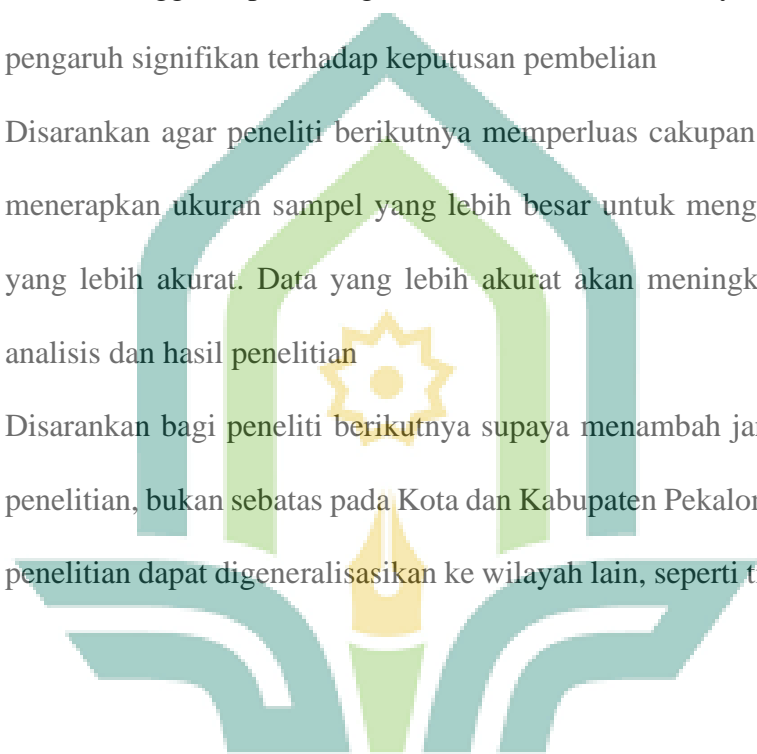 pengaruh signifikan terhadap keputusan pembelian
Disarankan agar peneliti berikutnya memperluas cakupan
menerapkan ukuran sampel yang lebih besar untuk meng
yang lebih akurat. Data yang lebih akurat akan meningk
analisis dan hasil penelitian
Disarankan bagi peneliti berikutnya supaya menambah ja
penelitian, bukan sebatas pada Kota dan Kabupaten Pekalo
penelitian dapat digeneralisasikan ke wilayah lain, seperti t